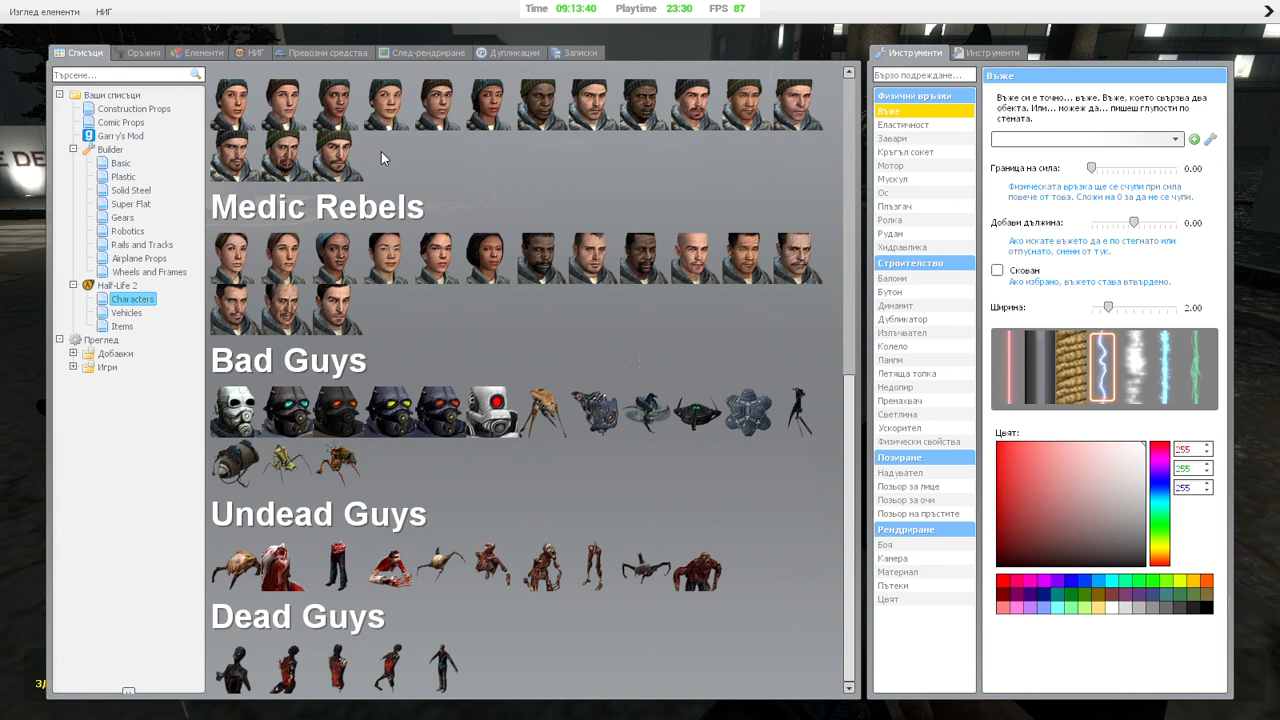 Изглед елементи НИГ
Time 09:13:40 Playtime 23:30 FPS 87
Списъци Оръжия Елементи НИГ Превозни средства След-рендриране Дупликации Записки
Търсене...
Ваши списъци
Construction Props
Comic Props
Garry's Mod
Builder
Basic
Plastic
Solid Steel
Super Flat
Gears
Robotics
Rails and Tracks
Airplane Props
Wheels and Frames
Half-Life 2
Characters
Vehicles
Items
Преглед
Добавки
Игри
Medic Rebels
Bad Guys
Undead Guys
Dead Guys
Инструменти Инструменти
Бързо подреждане...
Физични връзки
Въже
Еластичност
Завари
Кръгъл сокет
Мотор
Мускул
Ос
Плъзгач
Ролка
Рудан
Хидравлика
Строителство
Балони
Бутон
Динамит
Дубликатор
Излъчвател
Колело
Лампи
Летяща топка
Недопир
Премахвач
Светлина
Ускорител
Физически свойства
Позиране
Надувател
Позьор за лице
Позьор за очи
Позьор на пръстите
Рендриране
Боя
Камера
Материал
Пътеки
Цвят
Въже
Въже си е точно... въже. Въже, което свързва два
обекта. Или... можеж да... пишеш глупости по
стената.
Граница на сила: 0.00
Физическата връзка ще се счупи при сила
повече от това. Сложи на 0 за да не се чупи.
Добави дължина: 0.00
Ако искате въжето да е по стегнато или
отпуснато, смени от тук.
Скован
Ако избрано, въжето става втвърдено.
Ширина: 2.00
Цвят:
255
255
255